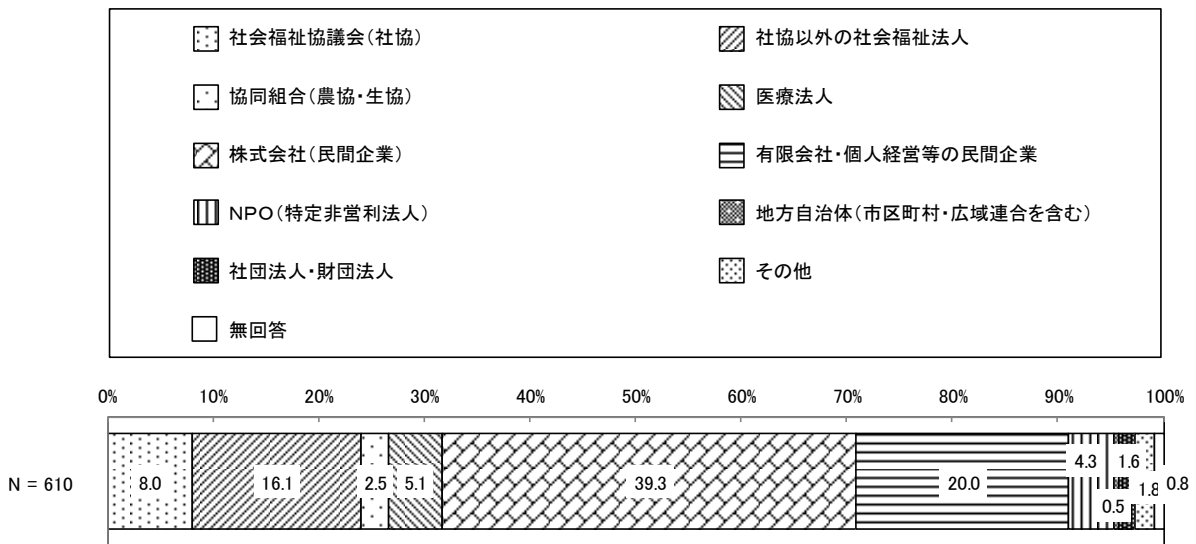 社会福祉協議会（社協） 社協以外の社会福祉法人
協同組合（農協・生協） 医療法人
株式会社（民間企業） 有限会社・個人経営等の民間企業
NPO（特定非営利法人） 地方自治体（市区町村・広域連合を含む）
社団法人・財団法人 その他
無回答
0% 10% 20% 30% 40% 50% 60% 70% 80% 90% 100%
N = 610 8.0 16.1 2.5 5.1 39.3 20.0 4.3 0.5 1.6 1.8 0.8